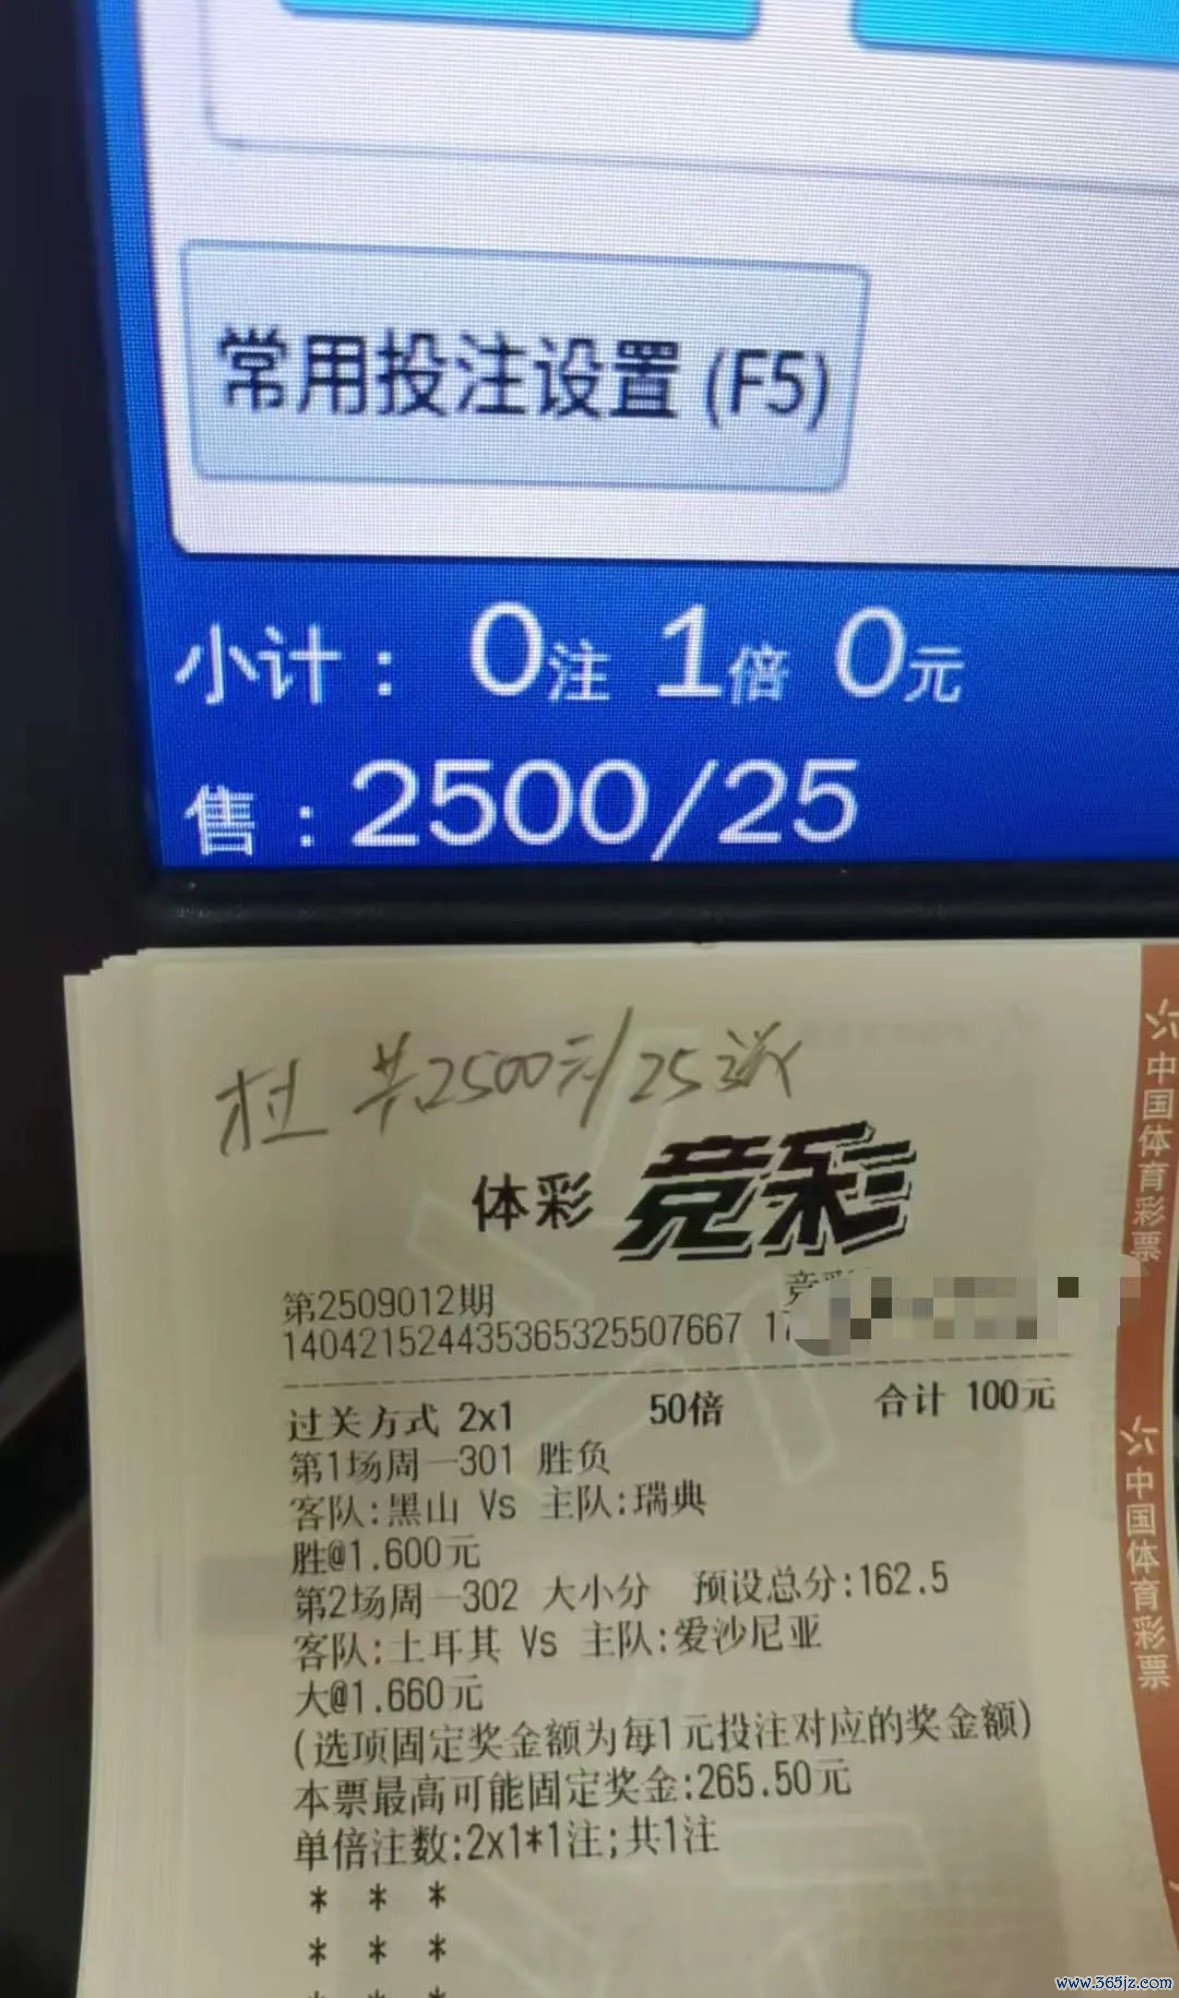 常用投注设置 (F5)
小计： 0注 1倍 0元
售：2500/25
共2500元/25张
体彩 竞彩
第2509012期
140421524435365325507667 17
过关方式 2x1 50倍 合计 100元
第1场周一301 胜负
客队:黑山 Vs 主队:瑞典
胜@1.600元
第2场周一302 大小分 预设总分:162.5
客队:土耳其 Vs 主队:爱沙尼亚
大@1.660元
(选项固定奖金额为每1元投注对应的奖金额)
本票最高可能固定奖金:265.50元
单倍注数:2x1*1注;共1注
* * *
* * *
* * *
中国体育彩票
中国体育彩票
www.365jz.com